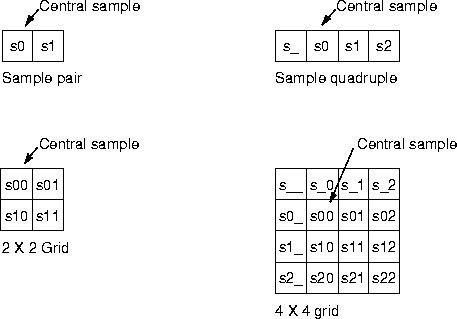 Central sample
s0 s1
Sample pair
Central sample
s_ s0 s1 s2
Sample quadruple
Central sample
s00 s01
s10 s11
2 X 2 Grid
Central sample
s__ s_0 s_1 s_2
s0_ s00 s01 s02
s1_ s10 s11 s12
s2_ s20 s21 s22
4 X 4 grid